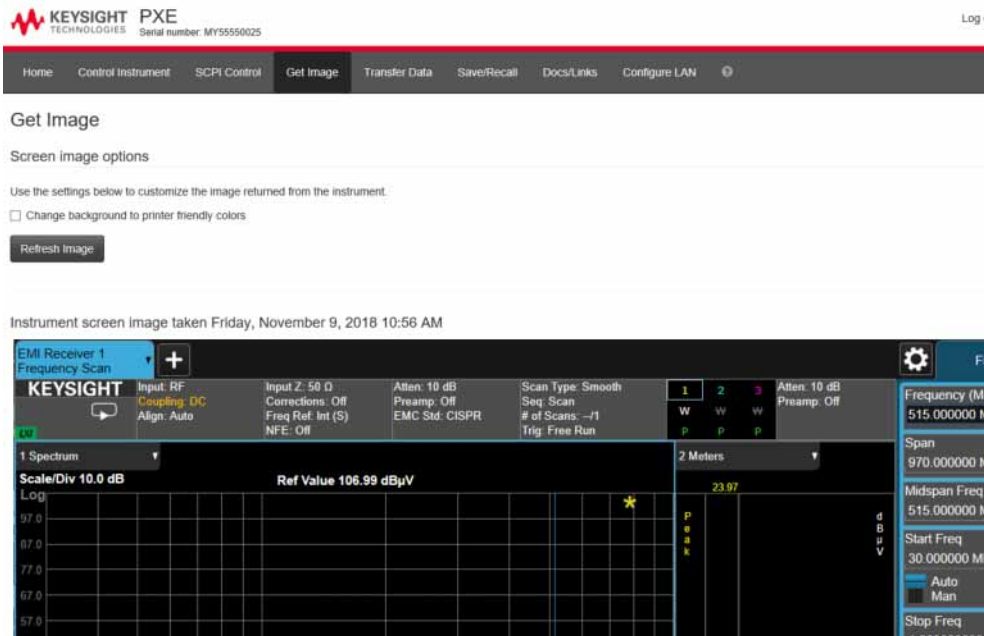 KEYSIGHT TECHNOLOGIES
PXE
Serial number: MY55550025
Log
Home Control Instrument SCPI Control Get Image Transfer Data Save/Recall Docs/Links Configure LAN
Get Image
Screen image options
Use the settings below to customize the image returned from the instrument.
Change background to printer friendly colors
Refresh Image
Instrument screen image taken Friday, November 9, 2018 10:56 AM
EMI Receiver 1
Frequency Scan
+
F
KEYSIGHT
LXI
Input: RF
Coupling: DC
Align: Auto
Input Z: 50 Ω
Corrections: Off
Freq Ref: Int (S)
NFE: Off
Atten: 10 dB
Preamp: Off
EMC Std: CISPR
Scan Type: Smooth
Seq: Scan
# of Scans: --/1
Trig: Free Run
1 2 3
W W W
P P P
Atten: 10 dB
Preamp: Off
Frequency (M
515.000000 M
Span
970.000000 M
Midspan Freq
515.000000 M
Start Freq
30.000000 M
Auto
Man
Stop Freq
1 Spectrum
Scale/Div 10.0 dB
Ref Value 106.99 dBµV
Log
97.0
87.0
77.0
67.0
57.0
2 Meters
23.97
Peak
dBµV